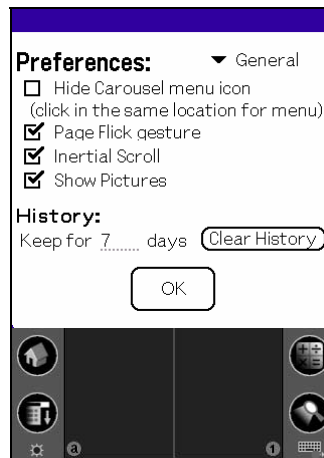 Preferences: General
Hide Carousel menu icon
(click in the same location for menu)
Page Flick gesture
Inertial Scroll
Show Pictures
History:
Keep for 7 days Clear History
OK
a 1